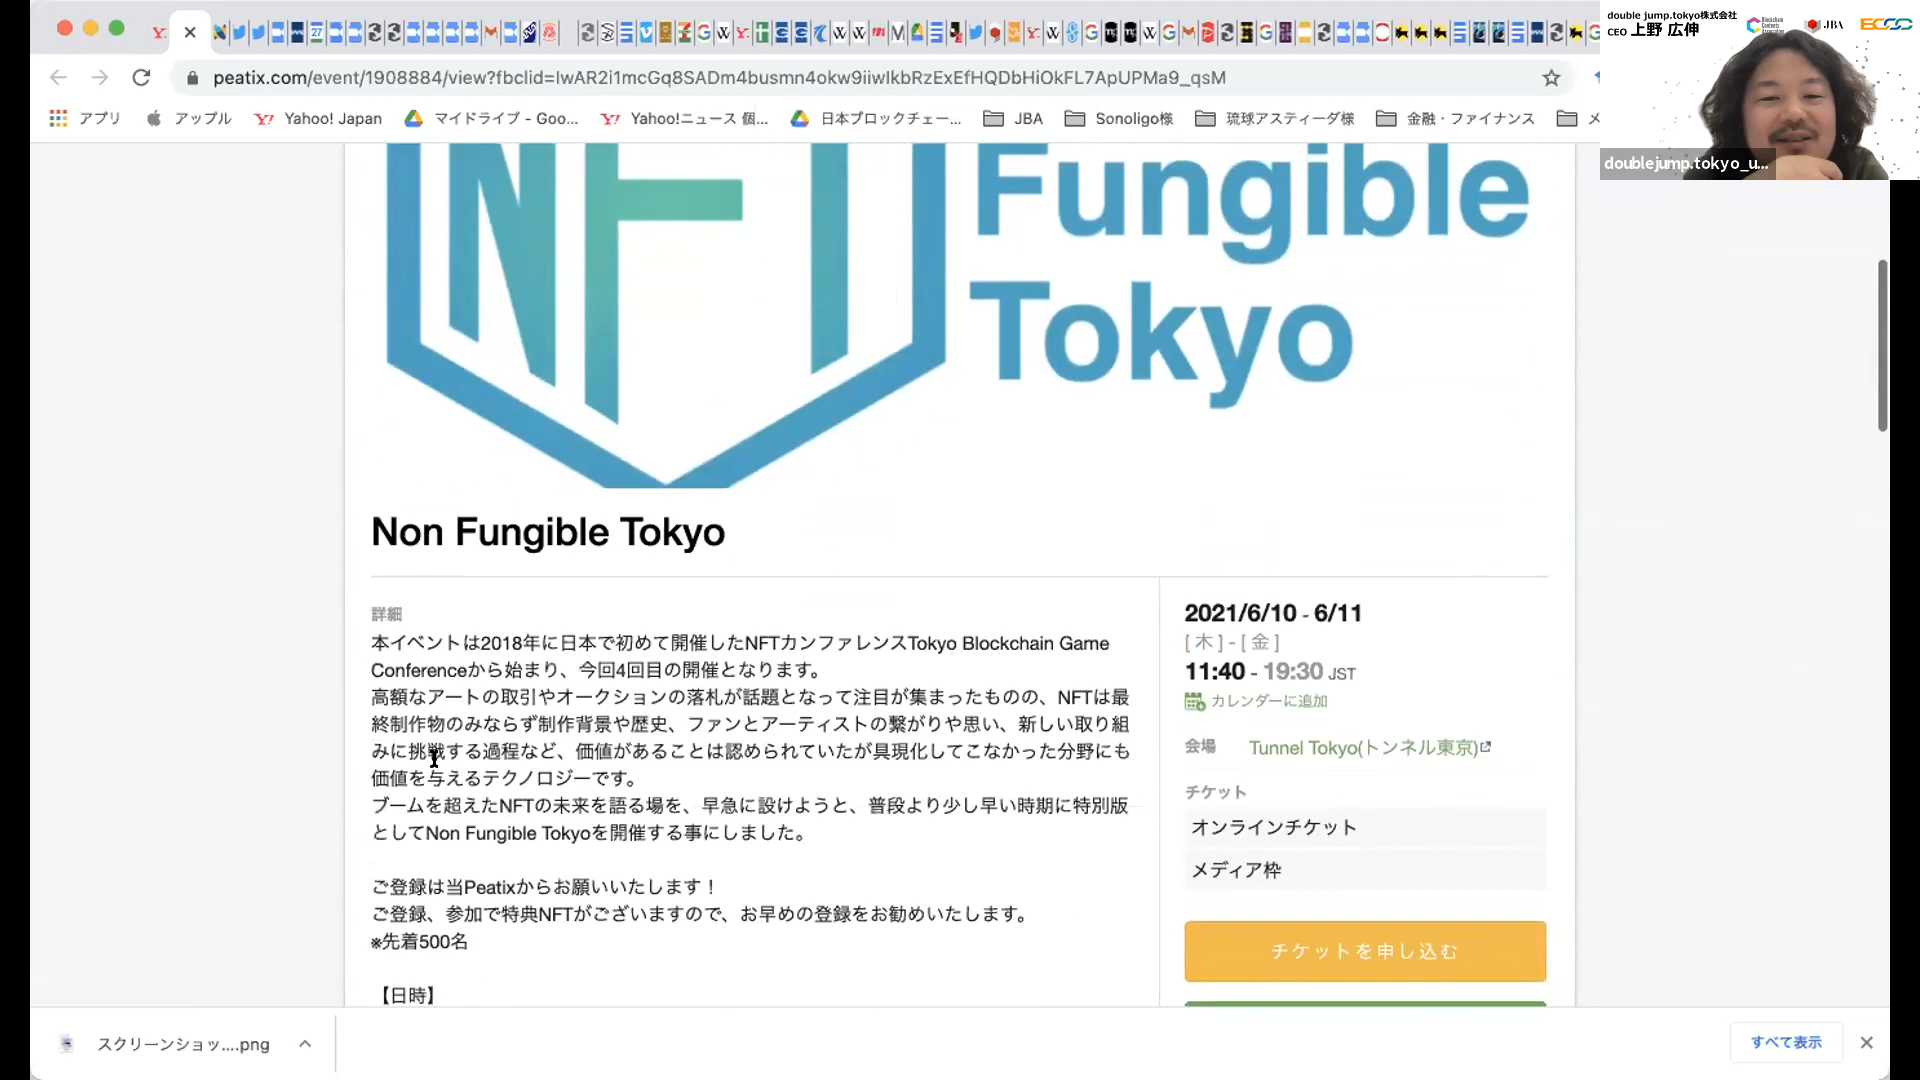 double jump.tokyo株式会社
CEO 上野 広伸
JBA
peatix.com/event/1908884/view?fbclid=IwAR2i1mcGq8SADm4busmn4okw9iiwIkbRzExEfHQDbHiOkFL7ApUPMa9_qsM
アプリ
アップル
Yahoo! Japan
マイドライブ - Goo...
Yahoo!ニュース 個...
日本ブロックチェー...
JBA
Sonoligo様
琉球アスティーダ様
金融・ファイナンス
メ
doublejump.tokyo_u...
NFT
Fungible
Tokyo
Non Fungible Tokyo
詳細
本イベントは2018年に日本で初めて開催したNFTカンファレンスTokyo Blockchain Game
Conferenceから始まり、今回4回目の開催となります。
高額なアートの取引やオークションの落札が話題となって注目が集まったものの、NFTは最
終制作物のみならず制作背景や歴史、ファンとアーティストの繋がりや思い、新しい取り組
みに挑戦する過程など、価値があることは認められていたが具現化してこなかった分野にも
価値を与えるテクノロジーです。
ブームを超えたNFTの未来を語る場を、早急に設けようと、普段より少し早い時期に特別版
としてNon Fungible Tokyoを開催する事にしました。
ご登録は当Peatixからお願いいたします！
ご登録、参加で特典NFTがございますので、お早めの登録をお勧めいたします。
※先着500名
【日時】
2021/6/10 - 6/11
[ 木 ] - [ 金 ]
11:40 - 19:30 JST
カレンダーに追加
会場 Tunnel Tokyo(トンネル東京)
チケット
オンラインチケット
メディア枠
チケットを申し込む
スクリーンショッ....png
すべて表示